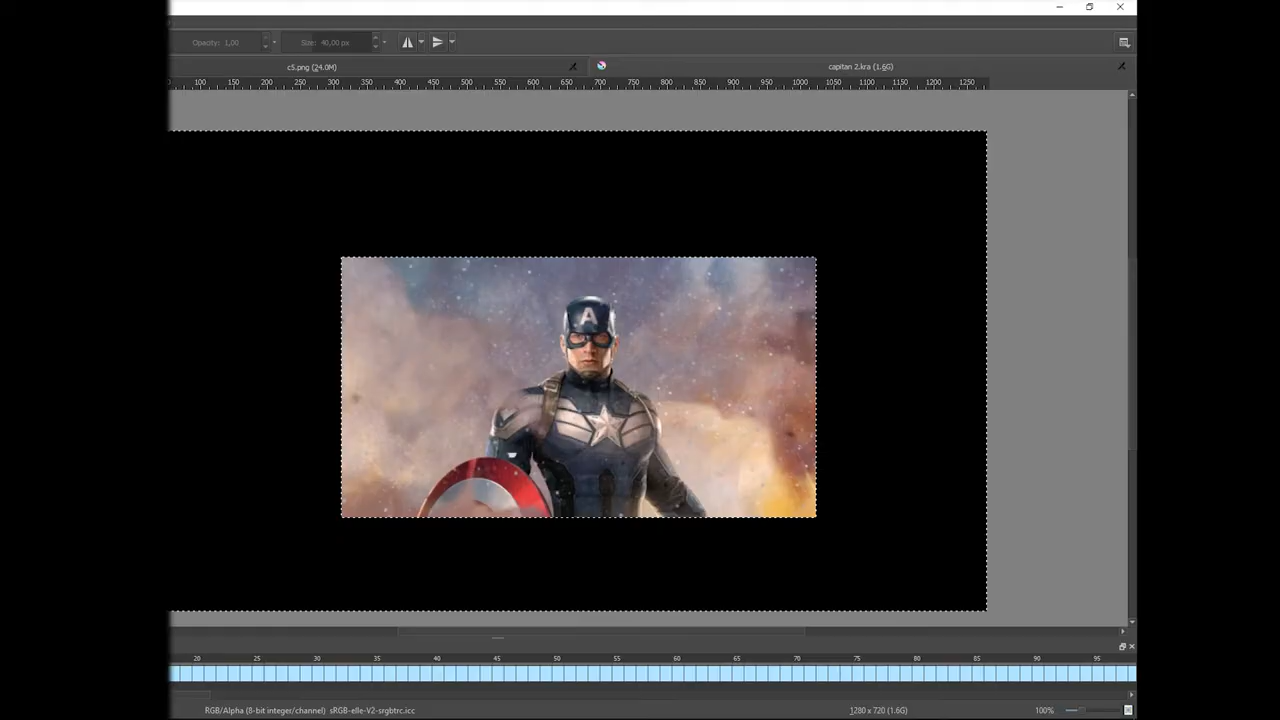 Opacity: 1,00 Size: 40,00 px
c5.png (24.0M) capitan 2.kra (1.6G)
100 150 200 250 300 350 400 450 500 550 600 650 700 750 800 850 900 950 1000 1050 1100 1150 1200 1250
A
20 25 30 35 40 45 50 55 60 65 70 75 80 85 90 95
RGB/Alpha (8-bit integer/channel) sRGB-elle-V2-srgbtrc.icc 1280 x 720 (1.6G) 100%